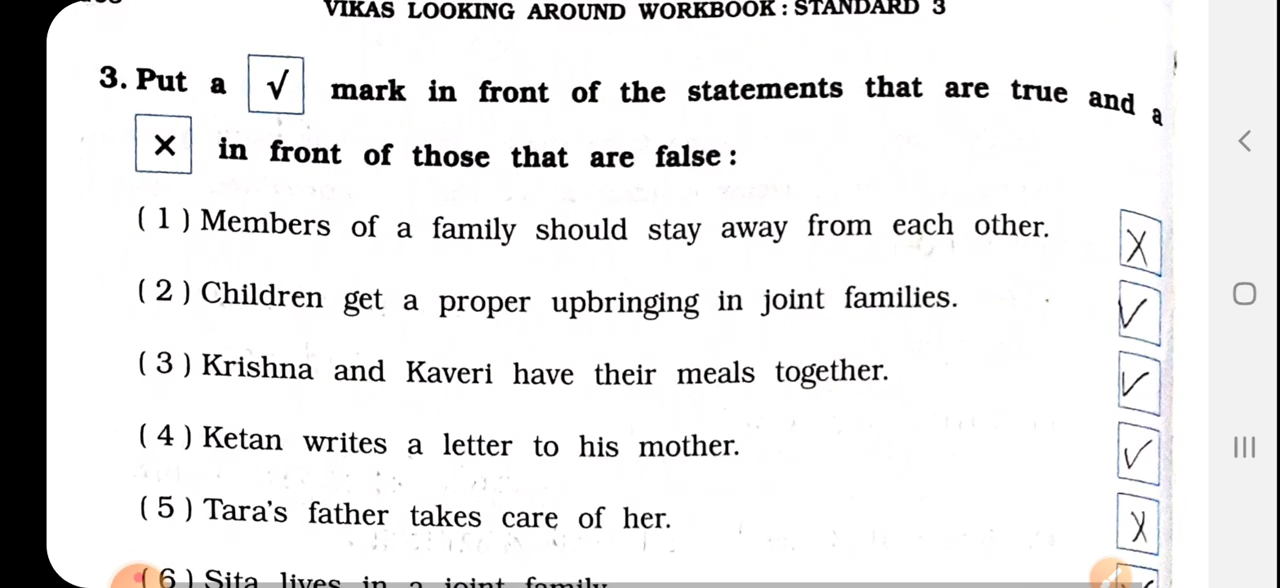 VIKAS LOOKING AROUND WORKBOOK : STANDARD 3
3. Put a √ mark in front of the statements that are true and a
× in front of those that are false :
( 1 ) Members of a family should stay away from each other. X
( 2 ) Children get a proper upbringing in joint families. ✓
( 3 ) Krishna and Kaveri have their meals together. ✓
( 4 ) Ketan writes a letter to his mother. ✓
( 5 ) Tara's father takes care of her. X
( 6 ) Sita lives in a joint family